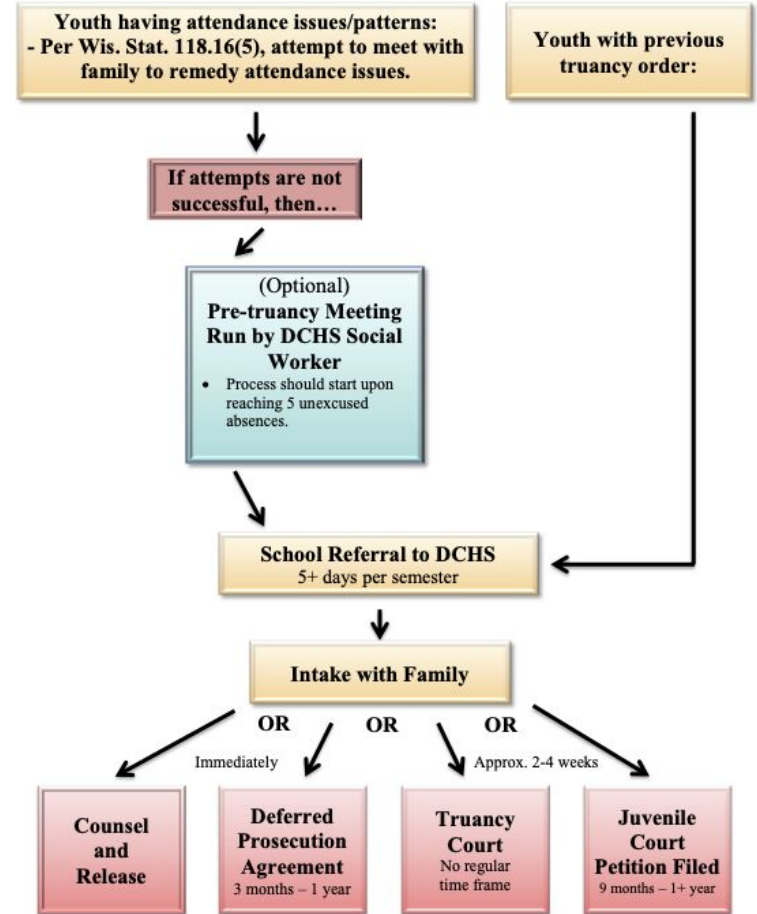 Youth having attendance issues/patterns:
- Per Wis. Stat. 118.16(5), attempt to meet with
family to remedy attendance issues.
Youth with previous
truancy order:
If attempts are not
successful, then…
(Optional)
Pre-truancy Meeting
Run by DCHS Social
Worker
• Process should start upon
reaching 5 unexcused
absences.
School Referral to DCHS
5+ days per semester
Intake with Family
OR
OR
OR
Immediately
Approx. 2-4 weeks
Counsel
and
Release
Deferred
Prosecution
Agreement
3 months – 1 year
Truancy
Court
No regular
time frame
Juvenile
Court
Petition Filed
9 months – 1+ year